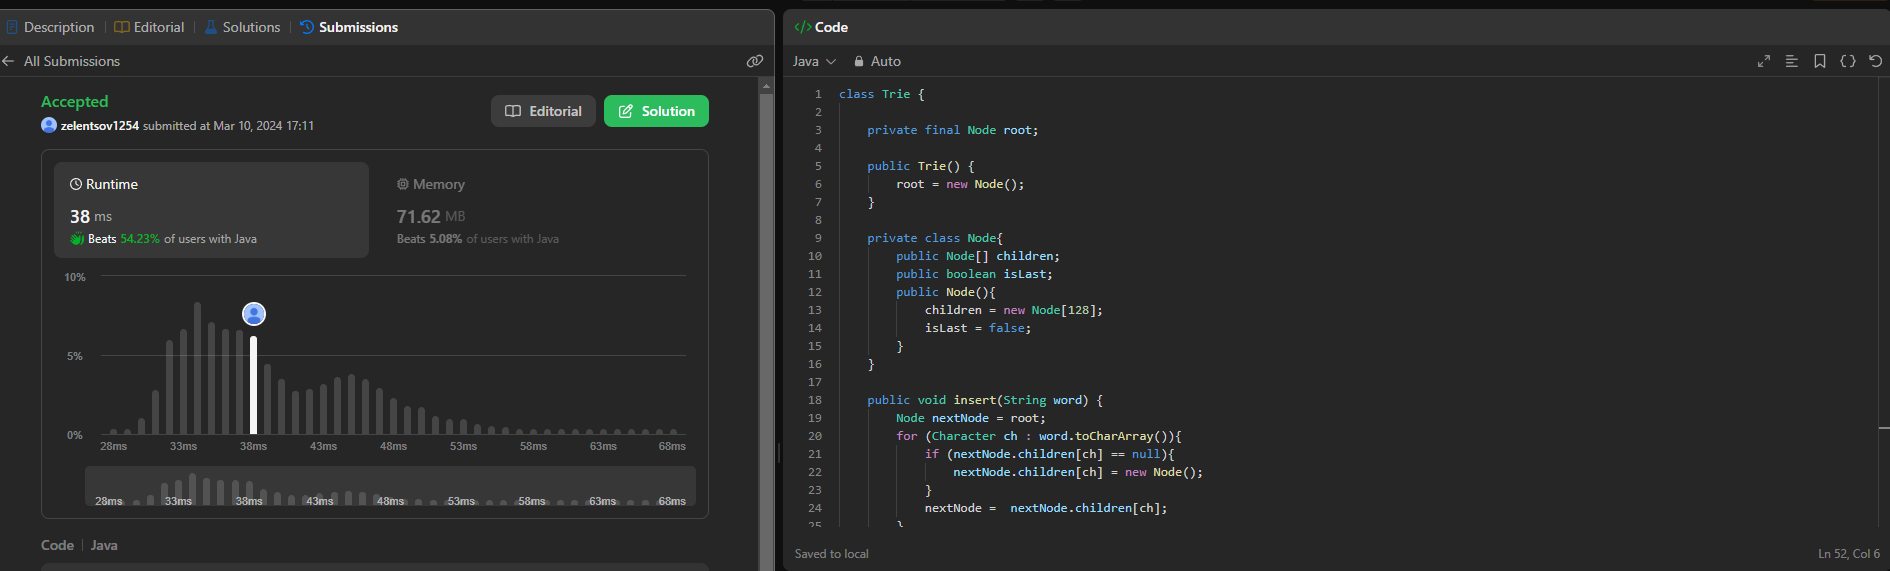 Description | Editorial | Solutions | Submissions
All Submissions
Accepted
zelentsov1254 submitted at Mar 10, 2024 17:11
Editorial
Solution
Runtime
38 ms
Beats 54.23% of users with Java
Memory
71.62 MB
Beats 5.08% of users with Java
10%
5%
0%
28ms 33ms 38ms 43ms 48ms 53ms 58ms 63ms 68ms
28ms 33ms 38ms 43ms 48ms 53ms 58ms 63ms 68ms
Code | Java
</> Code
Java Auto
1 class Trie {
2
3 private final Node root;
4
5 public Trie() {
6 root = new Node();
7 }
8
9 private class Node{
10 public Node[] children;
11 public boolean isLast;
12 public Node(){
13 children = new Node[128];
14 isLast = false;
15 }
16 }
17
18 public void insert(String word) {
19 Node nextNode = root;
20 for (Character ch : word.toCharArray()){
21 if (nextNode.children[ch] == null){
22 nextNode.children[ch] = new Node();
23 }
24 nextNode = nextNode.children[ch];
25 }
Saved to local
Ln 52, Col 6